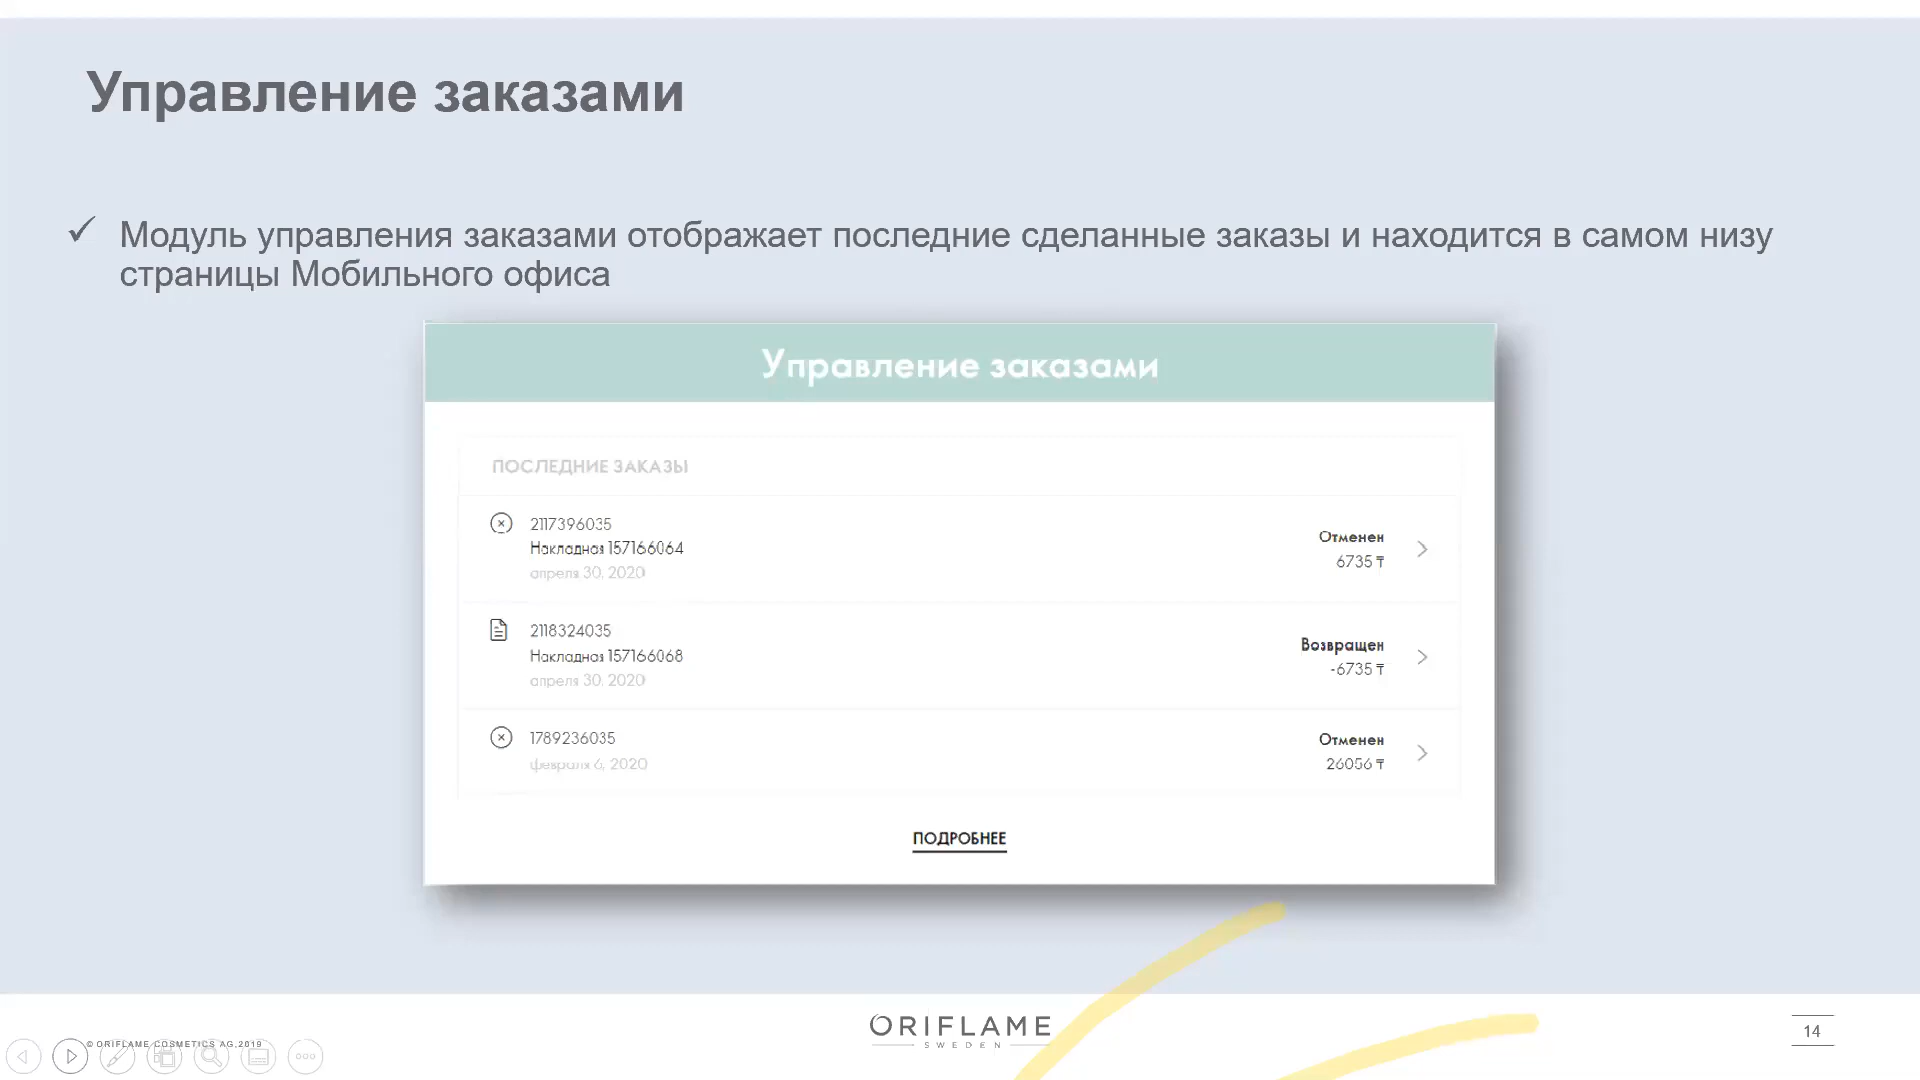 Управление заказами
Модуль управления заказами отображает последние сделанные заказы и находится в самом низу
страницы Мобильного офиса
Управление заказами
ПОСЛЕДНИЕ ЗАКАЗЫ
2117396035
Накладная 157166064
апреля 30, 2020
Отменен
6735 ₸
2118324035
Накладная 157166068
апреля 30, 2020
Возвращен
-6735 ₸
1789236035
февраля 6, 2020
Отменен
26056 ₸
ПОДРОБНЕЕ
© ORIFLAME COSMETICS AG, 2019
ORIFLAME
SWEDEN
14